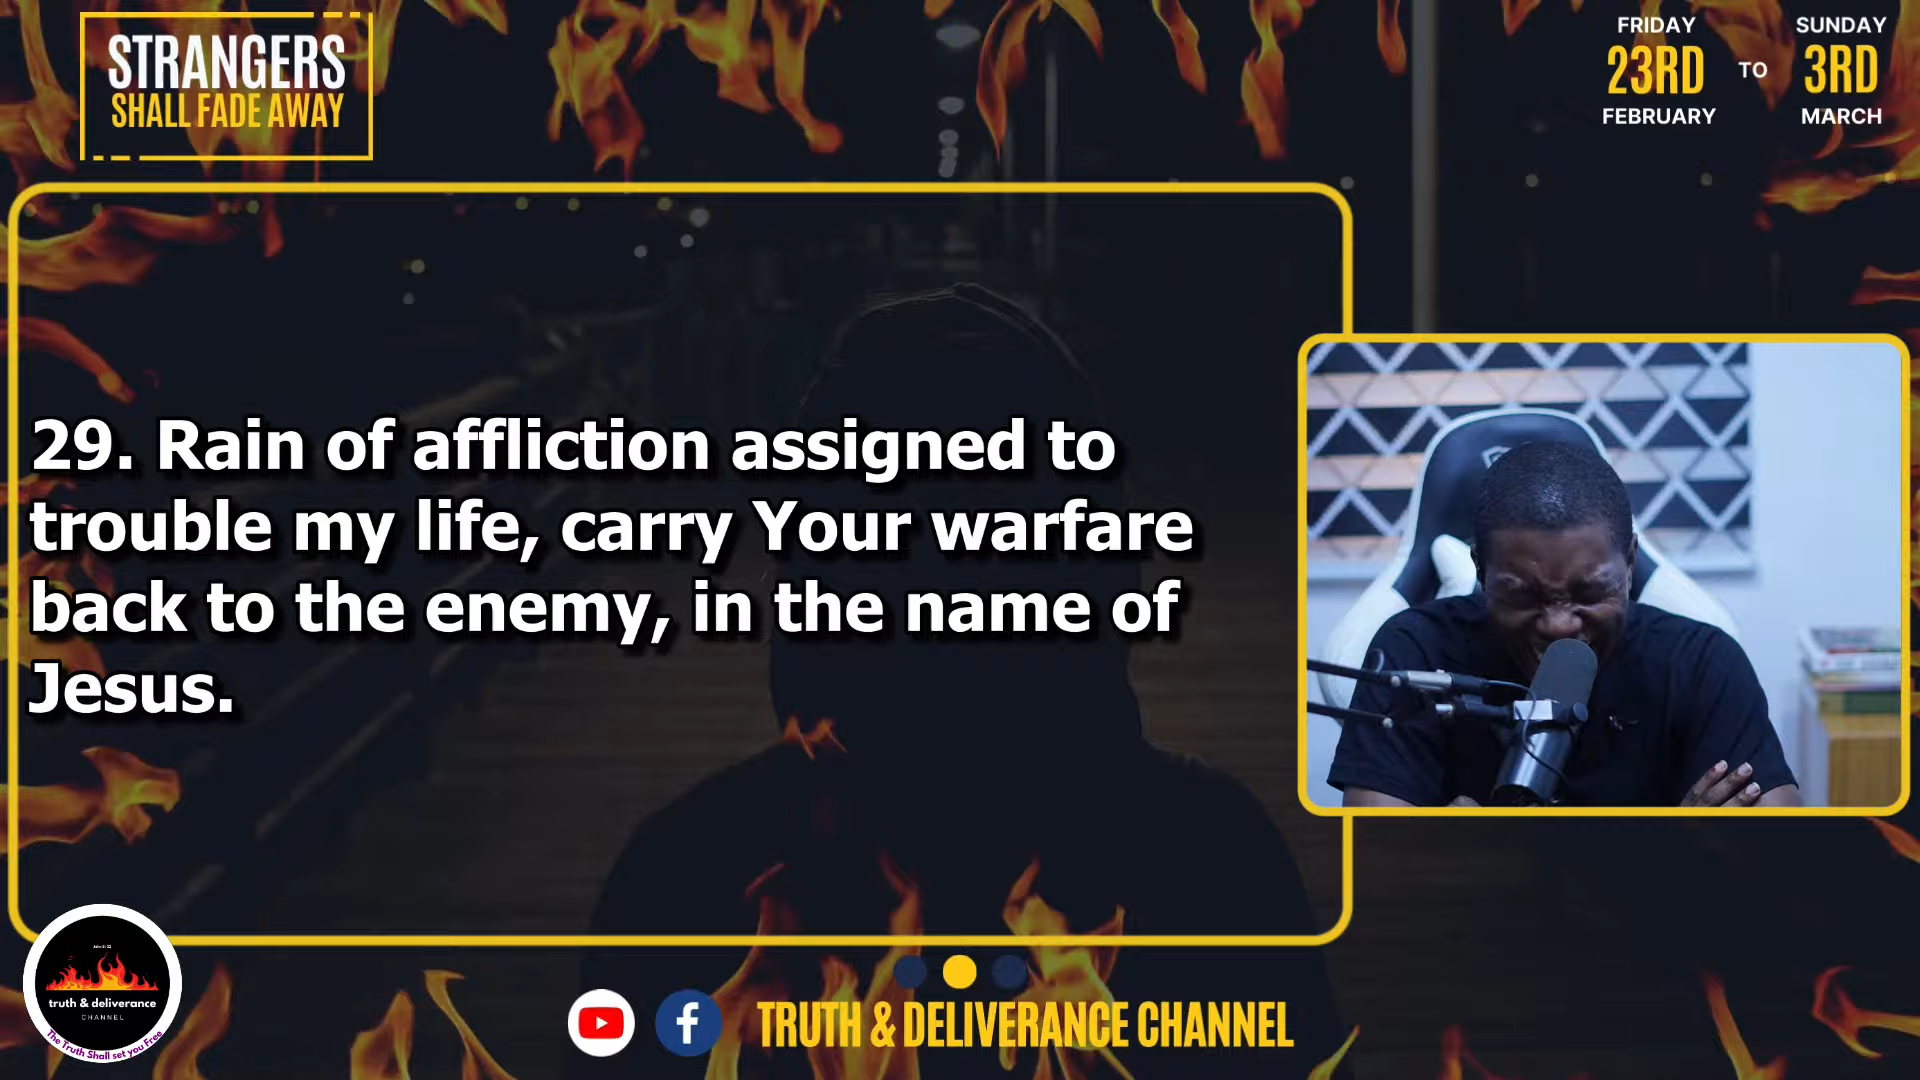 STRANGERS
SHALL FADE AWAY
FRIDAY
23RD
FEBRUARY
TO
SUNDAY
3RD
MARCH
29. Rain of affliction assigned to
trouble my life, carry Your warfare
back to the enemy, in the name of
Jesus.
truth & deliverance
CHANNEL
The Truth Shall set you Free
TRUTH & DELIVERANCE CHANNEL